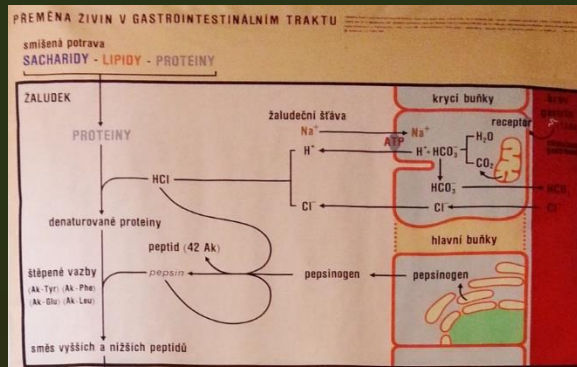 PŘEMĚNA ŽIVIN V GASTROINTESTINÁLNÍM TRAKTU
smíšená potrava
SACHARIDY - LIPIDY - PROTEINY
ŽALUDEK
krycí buňky
žaludeční šťáva
receptor
Na⁺
Na⁺
ATP
H₂O
PROTEINY
H⁺
H⁺+HCO₃⁻
CO₂
HCl
HCO₃⁻
HCO₃
Cl⁻
Cl⁻
Cl⁻
denaturované proteiny
hlavní buňky
peptid (42 Ak)
štěpené vazby
pepsin
pepsinogen
pepsinogen
(Ak-Tyr) (Ak-Phe)
(Ak-Glu) (Ak-Leu)
směs vyšších a nižších peptidů